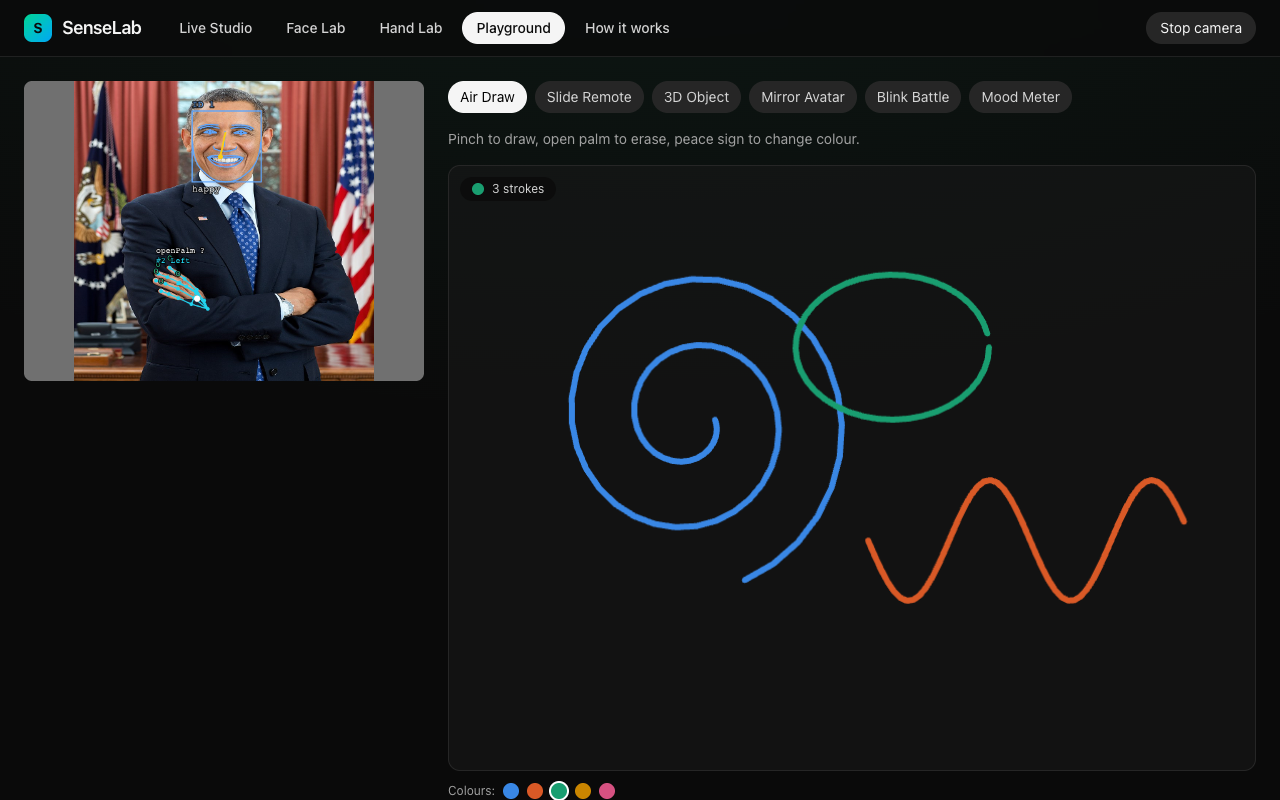 S SenseLab Live Studio Face Lab Hand Lab Playground How it works Stop camera
Air Draw Slide Remote 3D Object Mirror Avatar Blink Battle Mood Meter
Pinch to draw, open palm to erase, peace sign to change colour.
3 strokes
happy
openPalm ?
#2 Left
Colours: